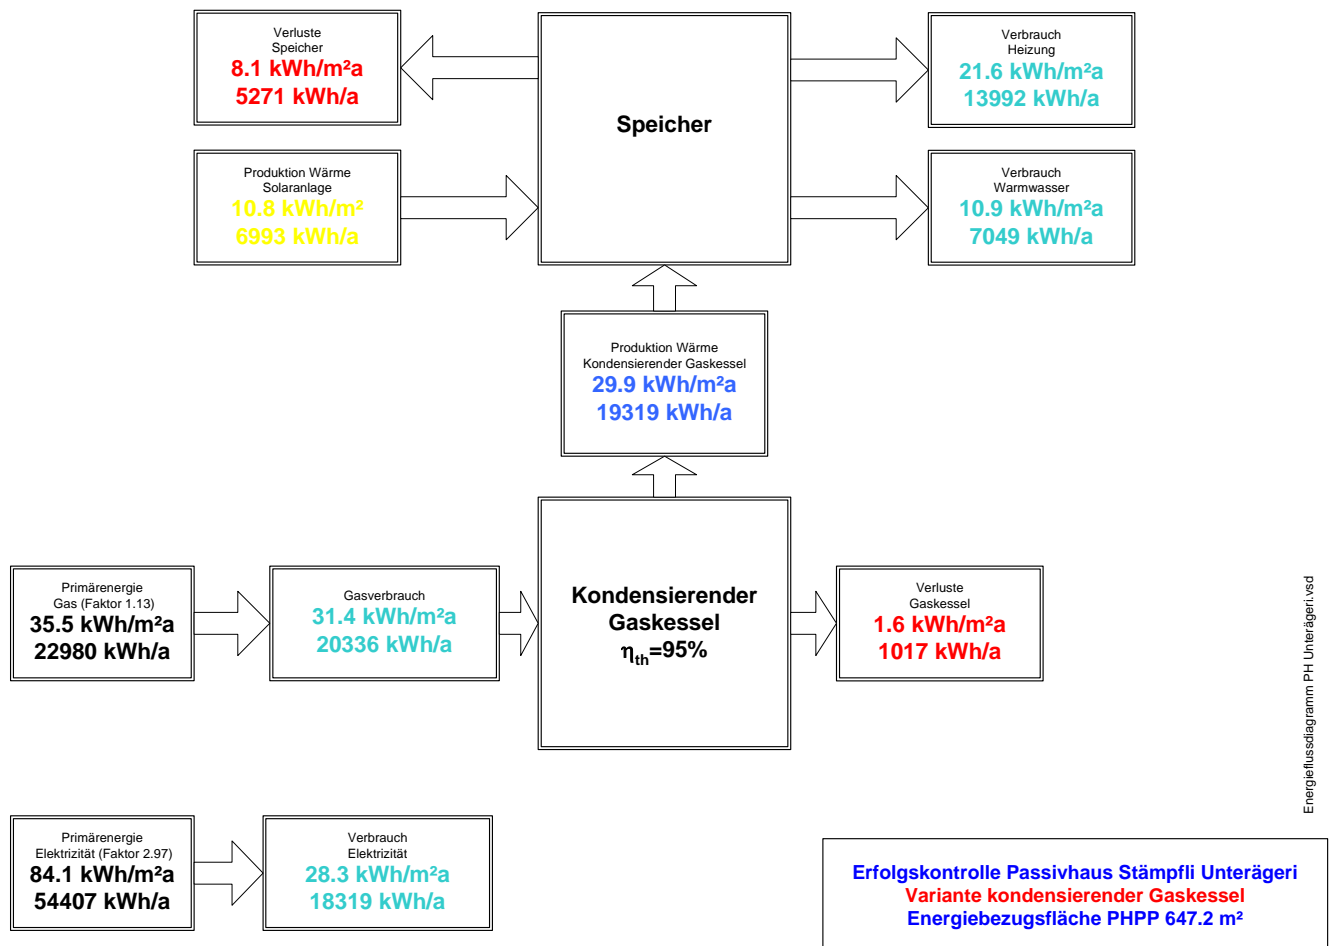 Verluste
Speicher
8.1 kWh/m²a
5271 kWh/a
Speicher
Verbrauch
Heizung
21.6 kWh/m²a
13992 kWh/a
Produktion Wärme
Solaranlage
10.8 kWh/m²
6993 kWh/a
Verbrauch
Warmwasser
10.9 kWh/m²a
7049 kWh/a
Produktion Wärme
Kondensierender Gaskessel
29.9 kWh/m²a
19319 kWh/a
Primärenergie
Gas (Faktor 1.13)
35.5 kWh/m²a
22980 kWh/a
Gasverbrauch
31.4 kWh/m²a
20336 kWh/a
Kondensierender
Gaskessel
ηth=95%
Verluste
Gaskessel
1.6 kWh/m²a
1017 kWh/a
Energieflussdiagramm PH Unterägeri.vsd
Primärenergie
Elektrizität (Faktor 2.97)
84.1 kWh/m²a
54407 kWh/a
Verbrauch
Elektrizität
28.3 kWh/m²a
18319 kWh/a
Erfolgskontrolle Passivhaus Stämpfli Unterägeri
Variante kondensierender Gaskessel
Energiebezugsfläche PHPP 647.2 m²